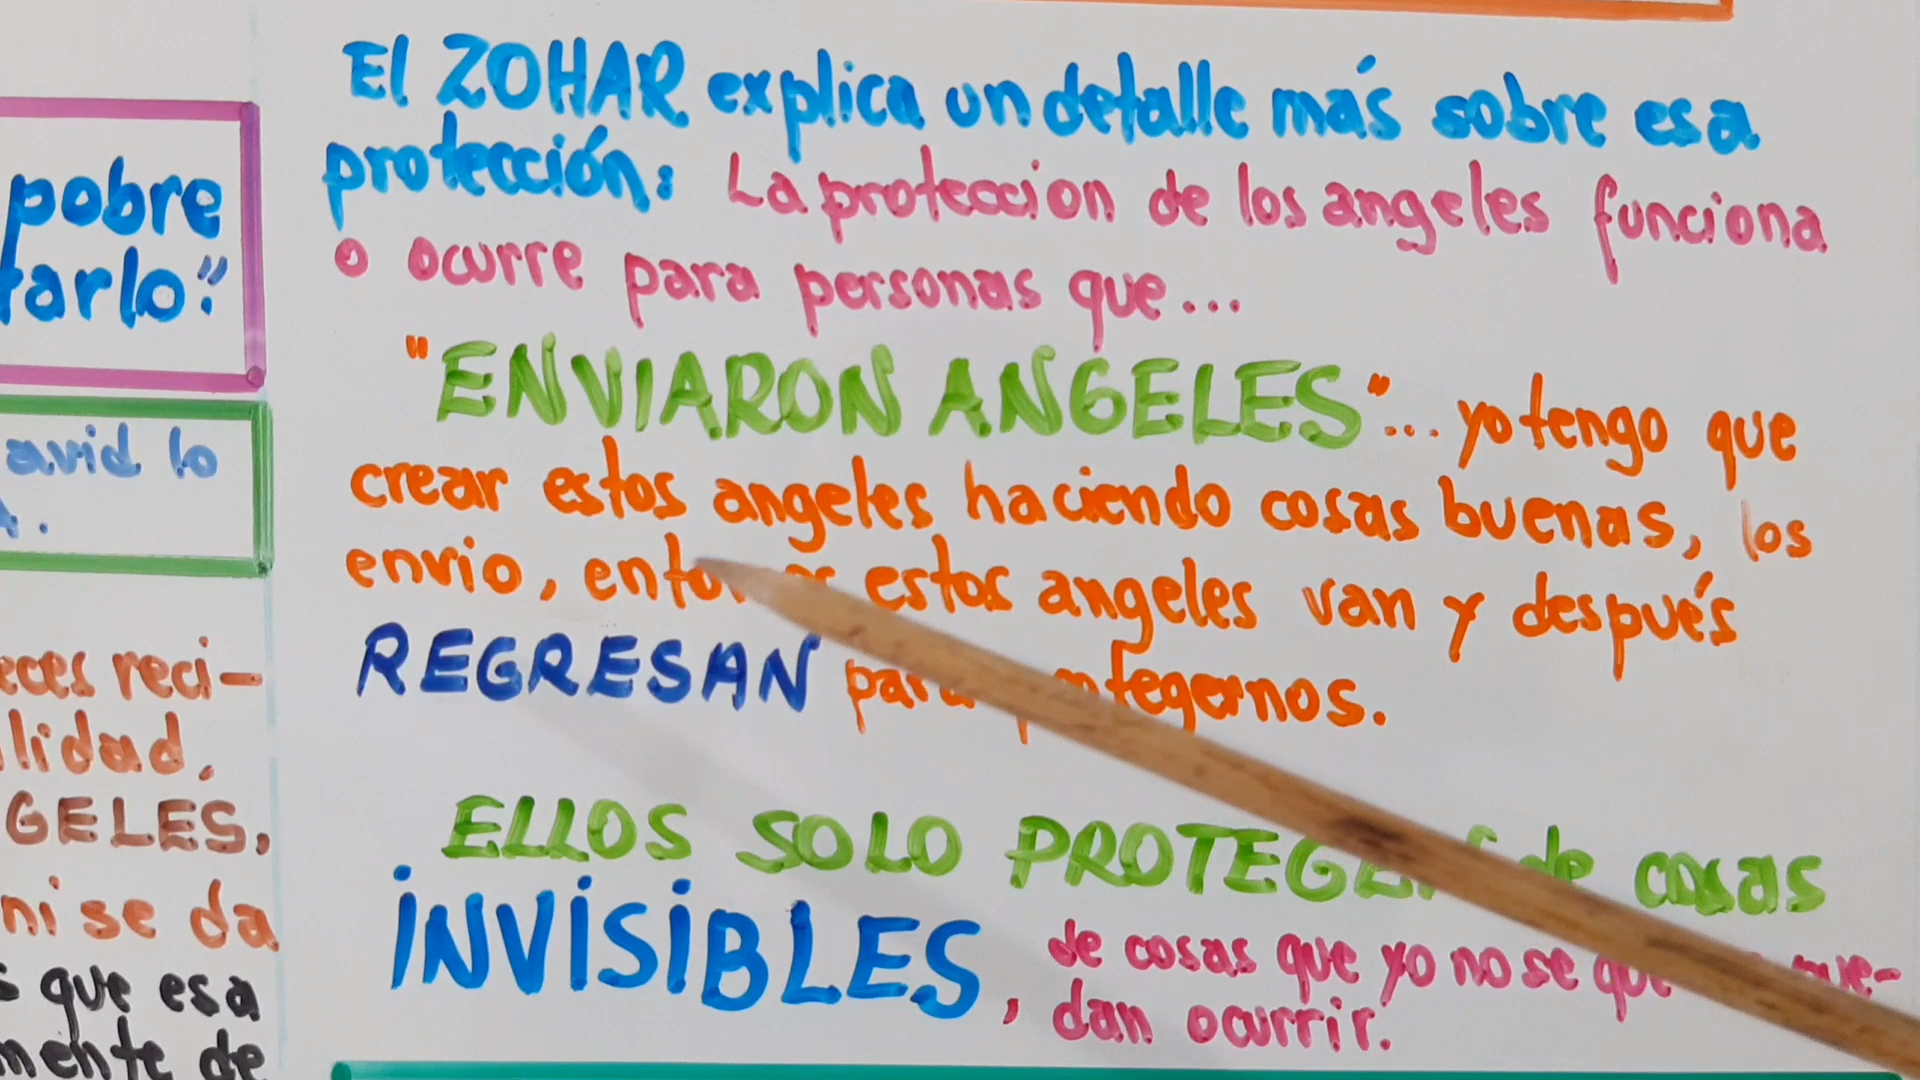 El ZOHAR explica un detalle más sobre esa
protección: La proteccion de los angeles funciona
o ocurre para personas que...
"ENVIARON ANGELES"... yo tengo que
crear estos angeles haciendo cosas buenas, los
envio, estos angeles van y después
REGRESAN para
ELLOS SOLO de cosas
INVISIBLES, de cosas que yo no se
dan ocurrir.
pobre
tarlo."
avid lo
eces reci-
lidad.
GELES,
ni se da
que esa
mente de